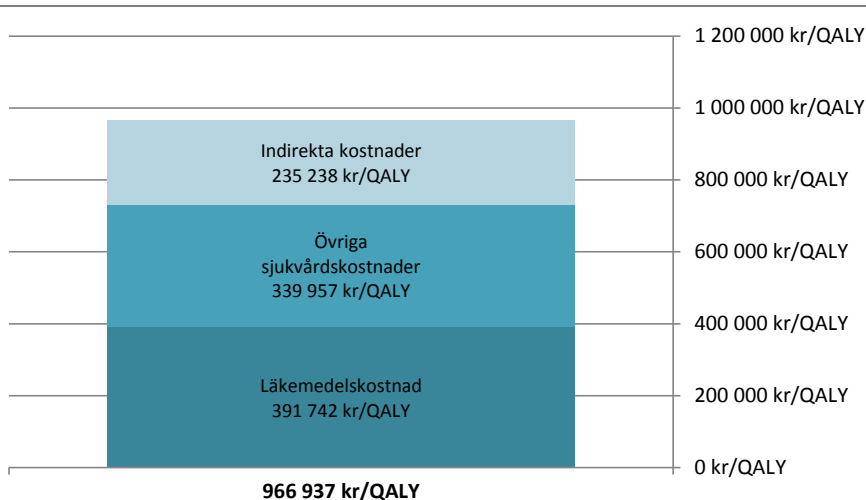 1 200 000 kr/QALY
1 000 000 kr/QALY
Indirekta kostnader
235 238 kr/QALY
800 000 kr/QALY
Övriga
sjukvårdskostnader
339 957 kr/QALY
600 000 kr/QALY
400 000 kr/QALY
Läkemedelskostnad
391 742 kr/QALY
200 000 kr/QALY
0 kr/QALY
966 937 kr/QALY